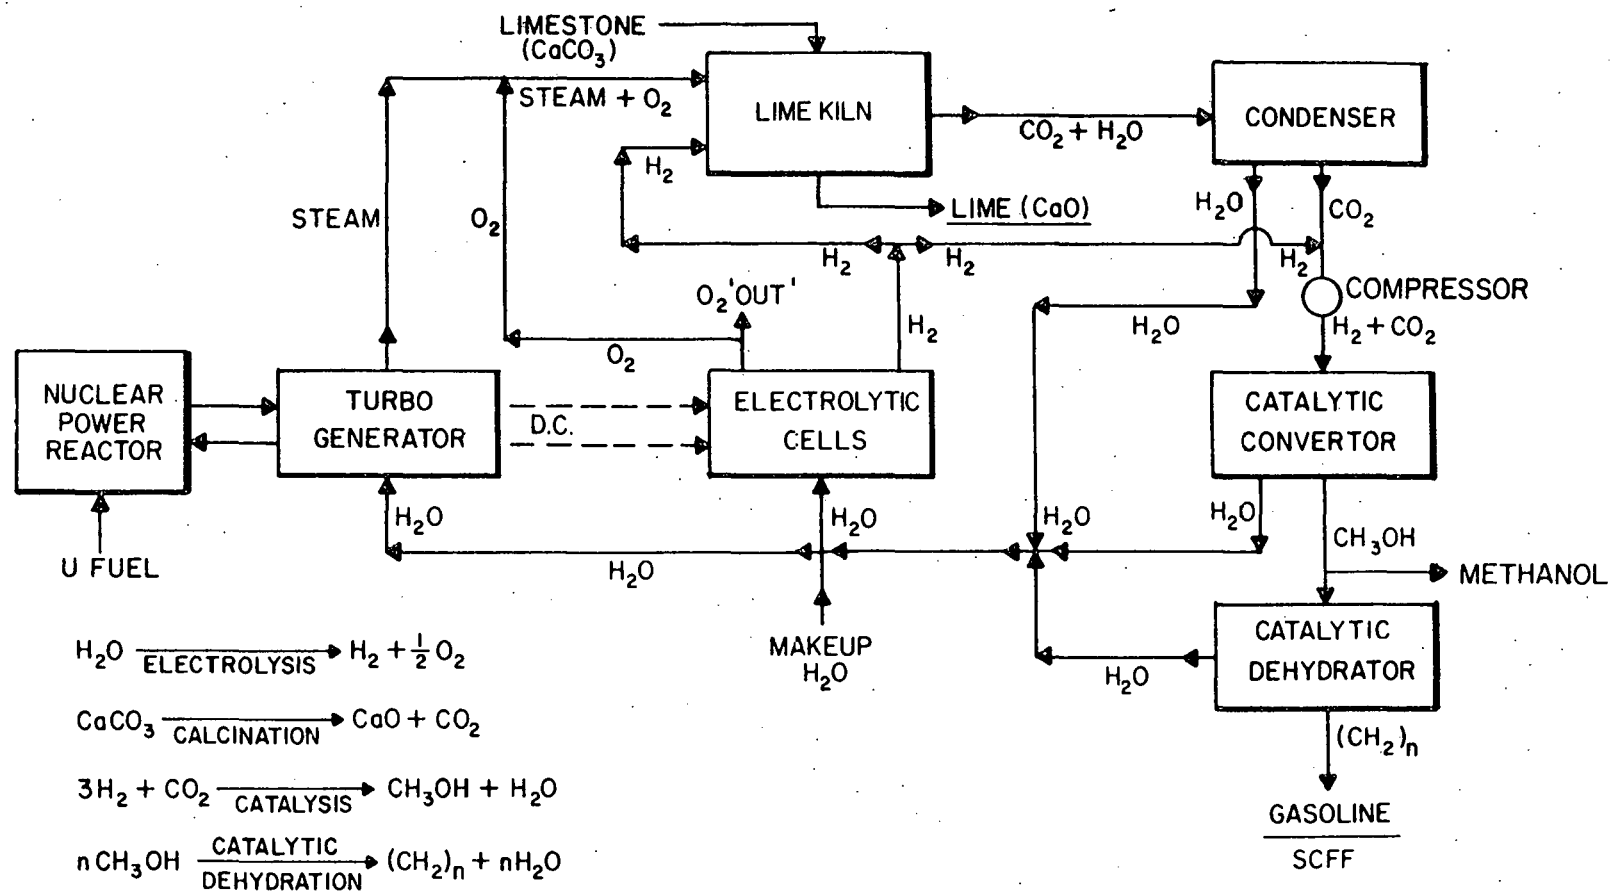 LIMESTONE
(CaCO₃)
STEAM + O₂
LIME KILN
CO₂ + H₂O
CONDENSER
H₂
STEAM
O₂
LIME (CaO)
H₂O
CO₂
H₂
H₂
H₂
O₂ 'OUT'
COMPRESSOR
H₂O
H₂
H₂ + CO₂
O₂
NUCLEAR
POWER
REACTOR
TURBO
GENERATOR
D.C.
ELECTROLYTIC
CELLS
CATALYTIC
CONVERTOR
H₂O
H₂O
H₂O
H₂O
CH₃OH
U FUEL
H₂O
METHANOL
MAKEUP
H₂O
CATALYTIC
DEHYDRATOR
H₂O
(CH₂)n
GASOLINE
SCFF
H₂O ELECTROLYSIS H₂ + ½ O₂
CaCO₃ CALCINATION CaO + CO₂
3H₂ + CO₂ CATALYSIS CH₃OH + H₂O
nCH₃OH CATALYTIC DEHYDRATION (CH₂)n + nH₂O